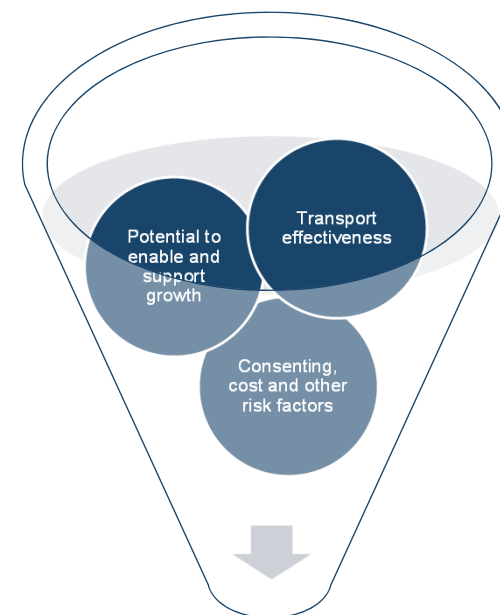 Transport
effectiveness
Potential to
enable and
support
growth
Consenting,
cost and other
risk factors